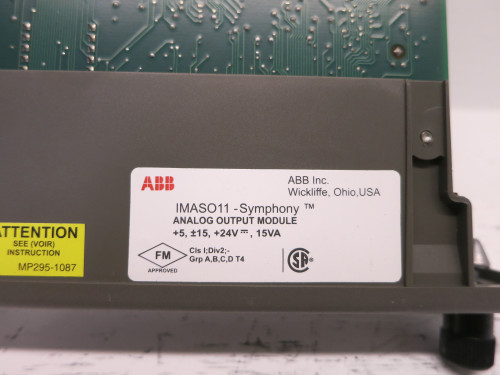 ABB
ABB Inc.
Wickliffe, Ohio,USA
IMASO11 -Symphony ™
ANALOG OUTPUT MODULE
+5, ±15, +24V ⎓ , 15VA
FM
APPROVED
Cls I;Div2;-
Grp A,B,C,D T4
ATTENTION
SEE (VOIR)
INSTRUCTION
MP295-1087